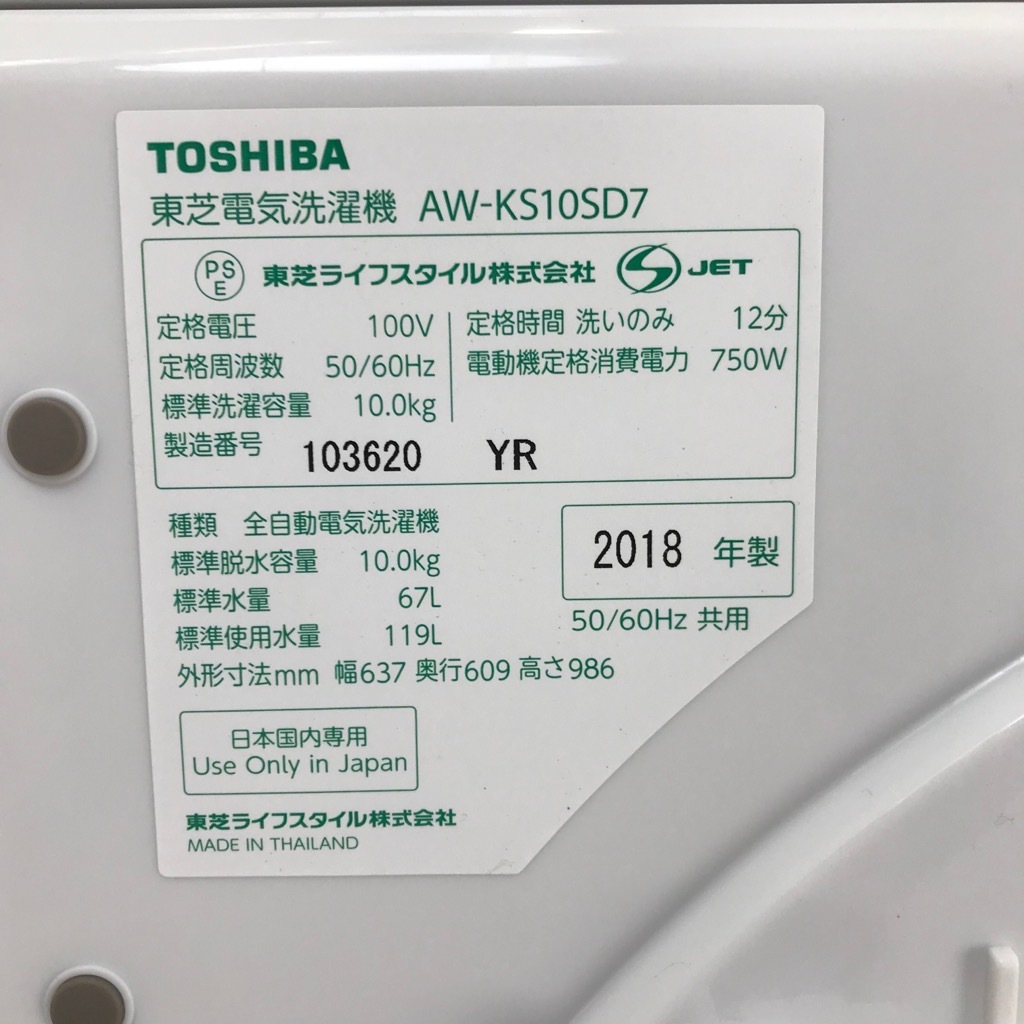 TOSHIBA
東芝電気洗濯機 AW-KS10SD7
PS E 東芝ライフスタイル株式会社 S JET
定格電圧 100V
定格周波数 50/60Hz
標準洗濯容量 10.0kg
定格時間 洗いのみ 12分
電動機定格消費電力 750W
製造番号 103620 YR
種類 全自動電気洗濯機
標準脱水容量 10.0kg
標準水量 67L
標準使用水量 119L
外形寸法mm 幅637 奥行609 高さ986
2018 年製
50/60Hz 共用
日本国内専用
Use Only in Japan
東芝ライフスタイル株式会社
MADE IN THAILAND